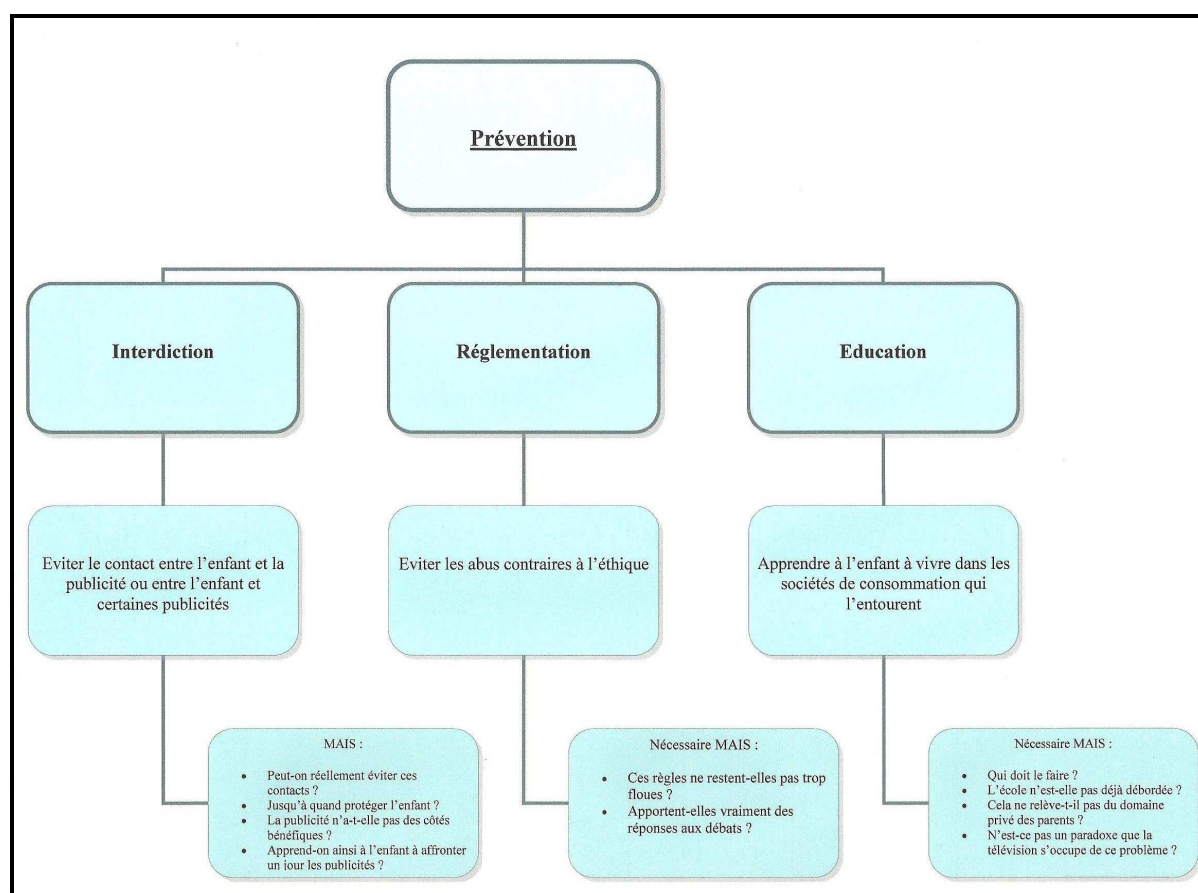 Prévention
Interdiction
Réglementation
Education
Eviter le contact entre l'enfant et la
publicité ou entre l'enfant et
certaines publicités
Eviter les abus contraires à l'éthique
Apprendre à l'enfant à vivre dans les
sociétés de consommation qui
l'entourent
MAIS :
• Peut-on réellement éviter ces
contacts ?
• Jusqu'à quand protéger l'enfant ?
• La publicité n'a-t-elle pas des côtés
bénéfiques ?
• Apprend-on ainsi à l'enfant à affronter
un jour les publicités ?
Nécessaire MAIS :
• Ces règles ne restent-elles pas trop
floues ?
• Apportent-elles vraiment des
réponses aux débats ?
Nécessaire MAIS :
• Qui doit le faire ?
• L'école n'est-elle pas déjà débordée ?
• Cela ne relève-t-il pas du domaine
privé des parents ?
• N'est-ce pas un paradoxe que la
télévision s'occupe de ce problème ?